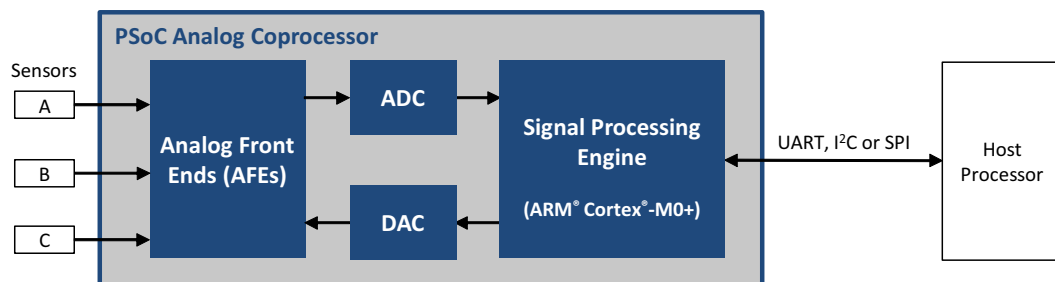 PSoC Analog Coprocessor
Sensors
A
B
C
Analog Front
Ends (AFEs)
ADC
DAC
Signal Processing
Engine
(ARM® Cortex®-M0+)
UART, I²C or SPI
Host
Processor